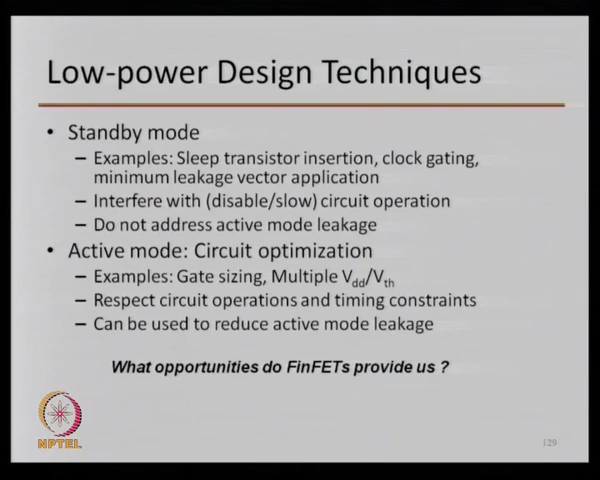 Low-power Design Techniques
• Standby mode
– Examples: Sleep transistor insertion, clock gating,
minimum leakage vector application
– Interfere with (disable/slow) circuit operation
– Do not address active mode leakage
• Active mode: Circuit optimization
– Examples: Gate sizing, Multiple Vdd/Vth
– Respect circuit operations and timing constraints
– Can be used to reduce active mode leakage
What opportunities do FinFETs provide us ?
NPTEL
129